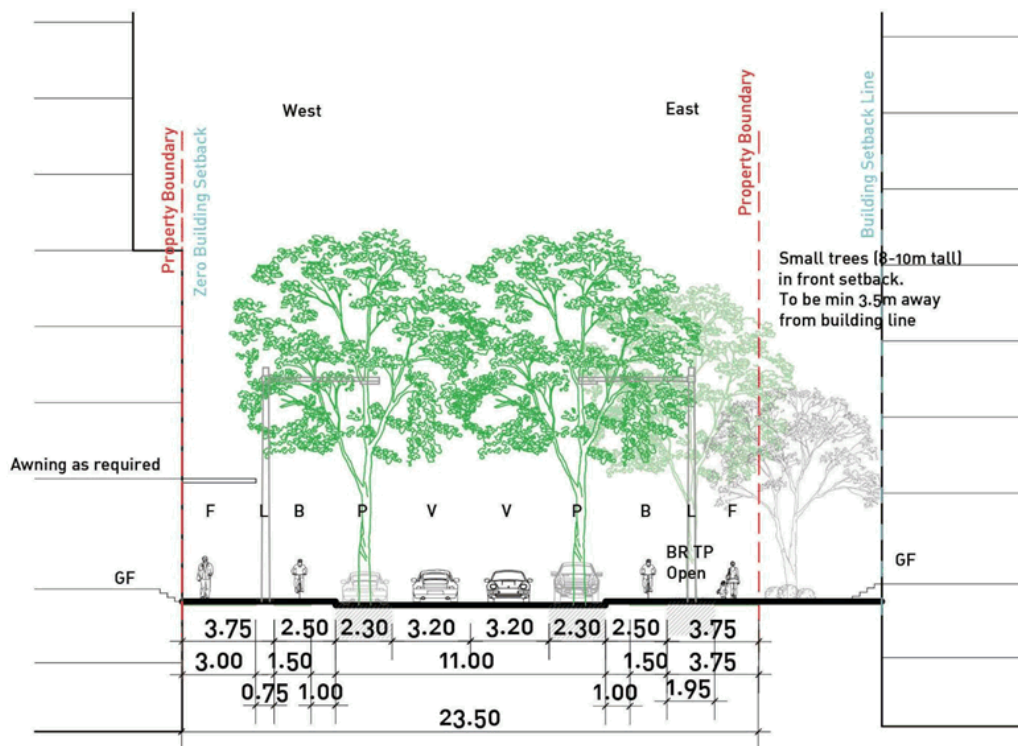 West
East
Property Boundary
Zero Building Setback
Property Boundary
Building Setback Line
Small trees (8-10m tall)
in front setback.
To be min 3.5m away
from building line
Awning as required
F L B P V V P B L F
BR TP
Open
GF
GF
3.75 2.50 2.30 3.20 3.20 2.30 2.50 3.75
3.00 1.50 11.00 1.50 3.75
0.75 1.00 1.00 1.95
23.50